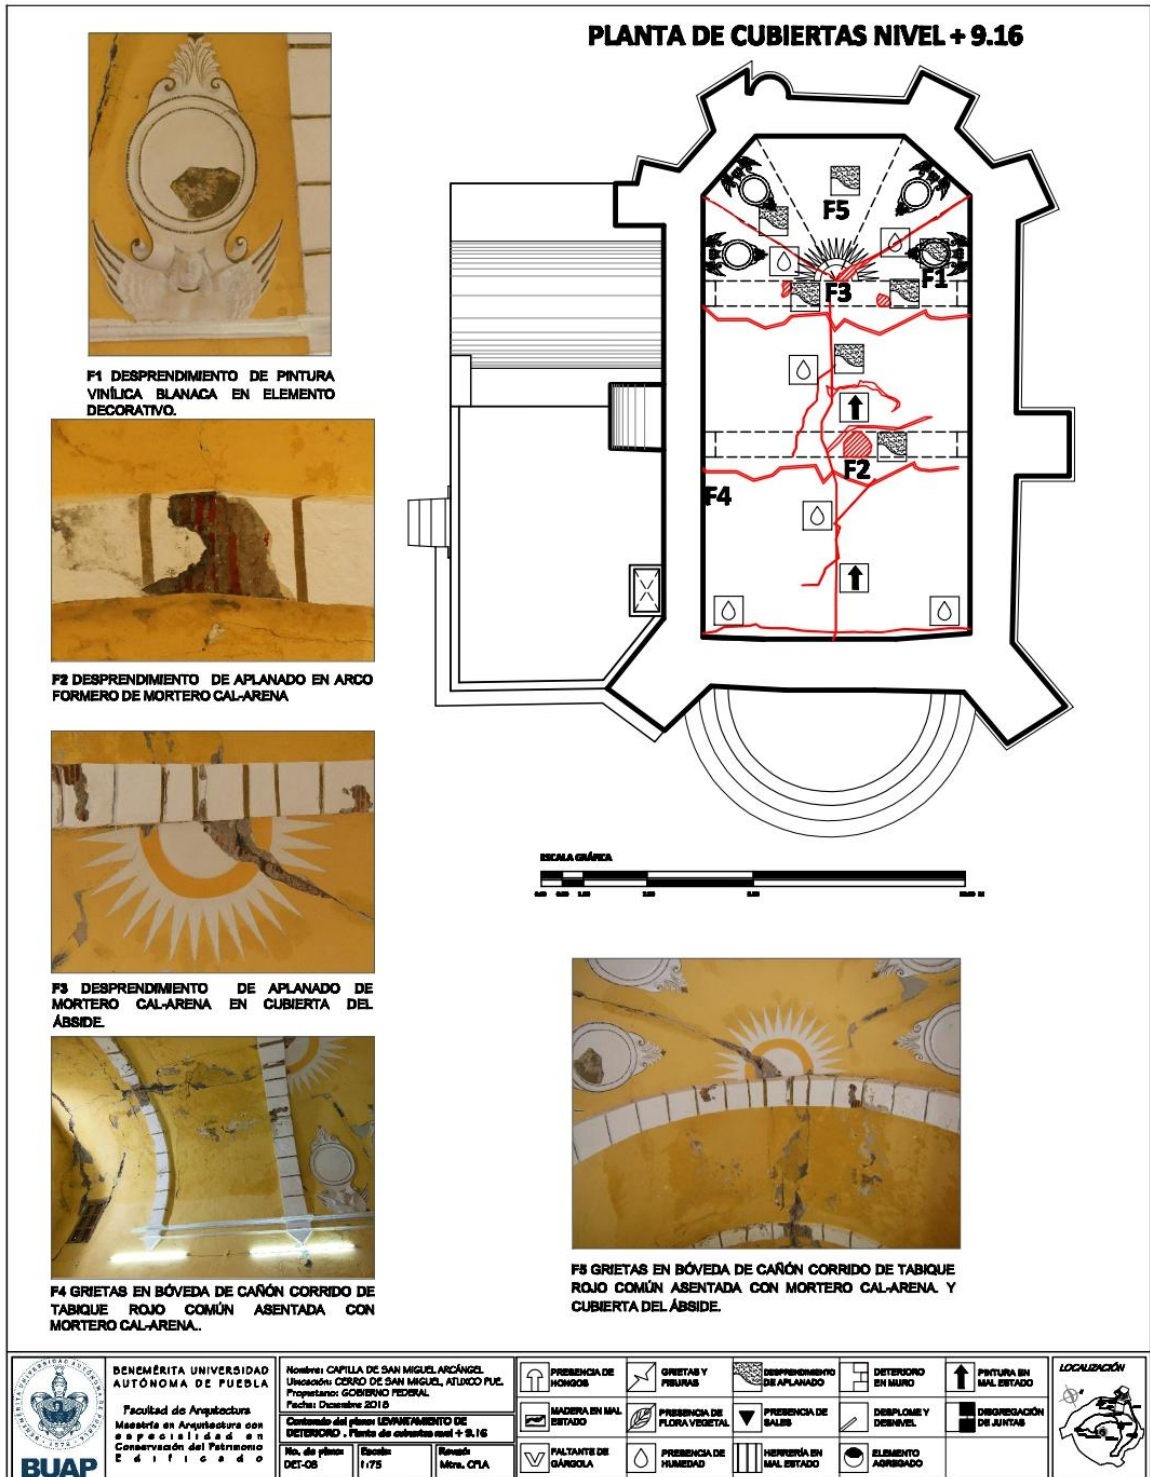 PLANTA DE CUBIERTAS NIVEL + 9.16
F1 DESPRENDIMIENTO DE PINTURA
VINÍLICA BLANACA EN ELEMENTO
DECORATIVO.
F2 DESPRENDIMIENTO DE APLANADO EN ARCO
FORMERO DE MORTERO CAL-ARENA
F3 DESPRENDIMIENTO DE APLANADO DE
MORTERO CAL-ARENA EN CUBIERTA DEL
ÁBSIDE.
F4 GRIETAS EN BÓVEDA DE CAÑÓN CORRIDO DE
TABIQUE ROJO COMÚN ASENTADA CON
MORTERO CAL-ARENA..
F5
F1
F3
F2
F4
ESCALA GRÁFICA
F5 GRIETAS EN BÓVEDA DE CAÑÓN CORRIDO DE TABIQUE
ROJO COMÚN ASENTADA CON MORTERO CAL-ARENA. Y
CUBIERTA DEL ÁBSIDE.
BUAP
BENEMÉRITA UNIVERSIDAD
AUTÓNOMA DE PUEBLA
Facultad de Arquitectura
Maestría en Arquitectura con
especialidad en
Conservación del Patrimonio
Edificado
Nombre: CAPILLA DE SAN MIGUEL ARCÁNGEL
Ubicación: CERRO DE SAN MIGUEL, ATLIXCO PUE.
Propietario: GOBIERNO FEDERAL
Fecha: Diciembre 2018
Contenido del plano: LEVANTAMIENTO DE
DETERIORO . Planta de cubiertas nivel + 9.16
No. de plano:
DET-08
Escala:
1:75
Revisó:
Mtra. CFLA
PRESENCIA DE
HONGOS
GRIETAS Y
FISURAS
DESPRENDIMIENTO
DE APLANADO
DETERIORO
EN MURO
PINTURA EN
MAL ESTADO
MADERA EN MAL
ESTADO
PRESENCIA DE
FLORA VEGETAL
PRESENCIA DE
SALES
DESPLOME Y
DESNIVEL
DISGREGACIÓN
DE JUNTAS
FALTANTE DE
GÁRGOLA
PRESENCIA DE
HUMEDAD
HERRERÍA EN
MAL ESTADO
ELEMENTO
AGREGADO
LOCALIZACIÓN